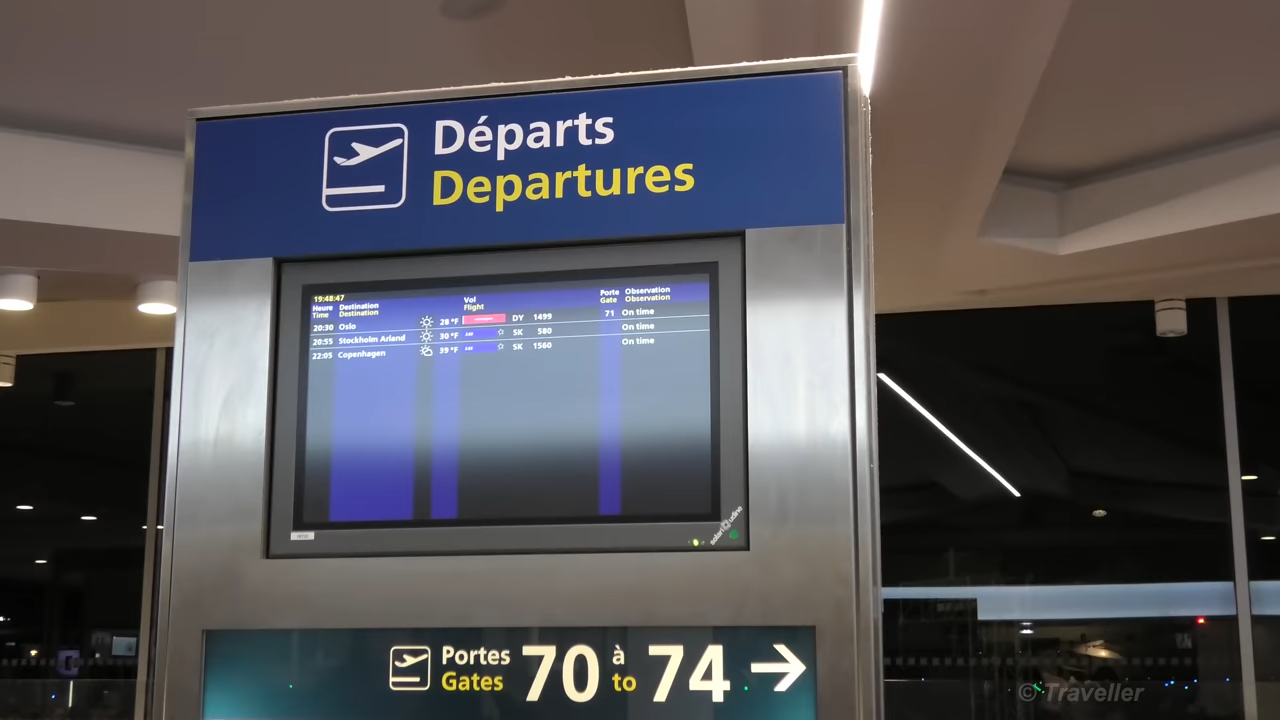 Départs
Departures
19:48:47
Heure Destination Vol Porte Observation
Time Destination Flight Gate Observation
20:30 Oslo 28 °F DY 1499 71 On time
20:55 Stockholm Arland 30 °F SK 580 On time
22:05 Copenhagen 39 °F SK 1560 On time
solari udine
Portes 70 à 74
Gates to
© Traveller